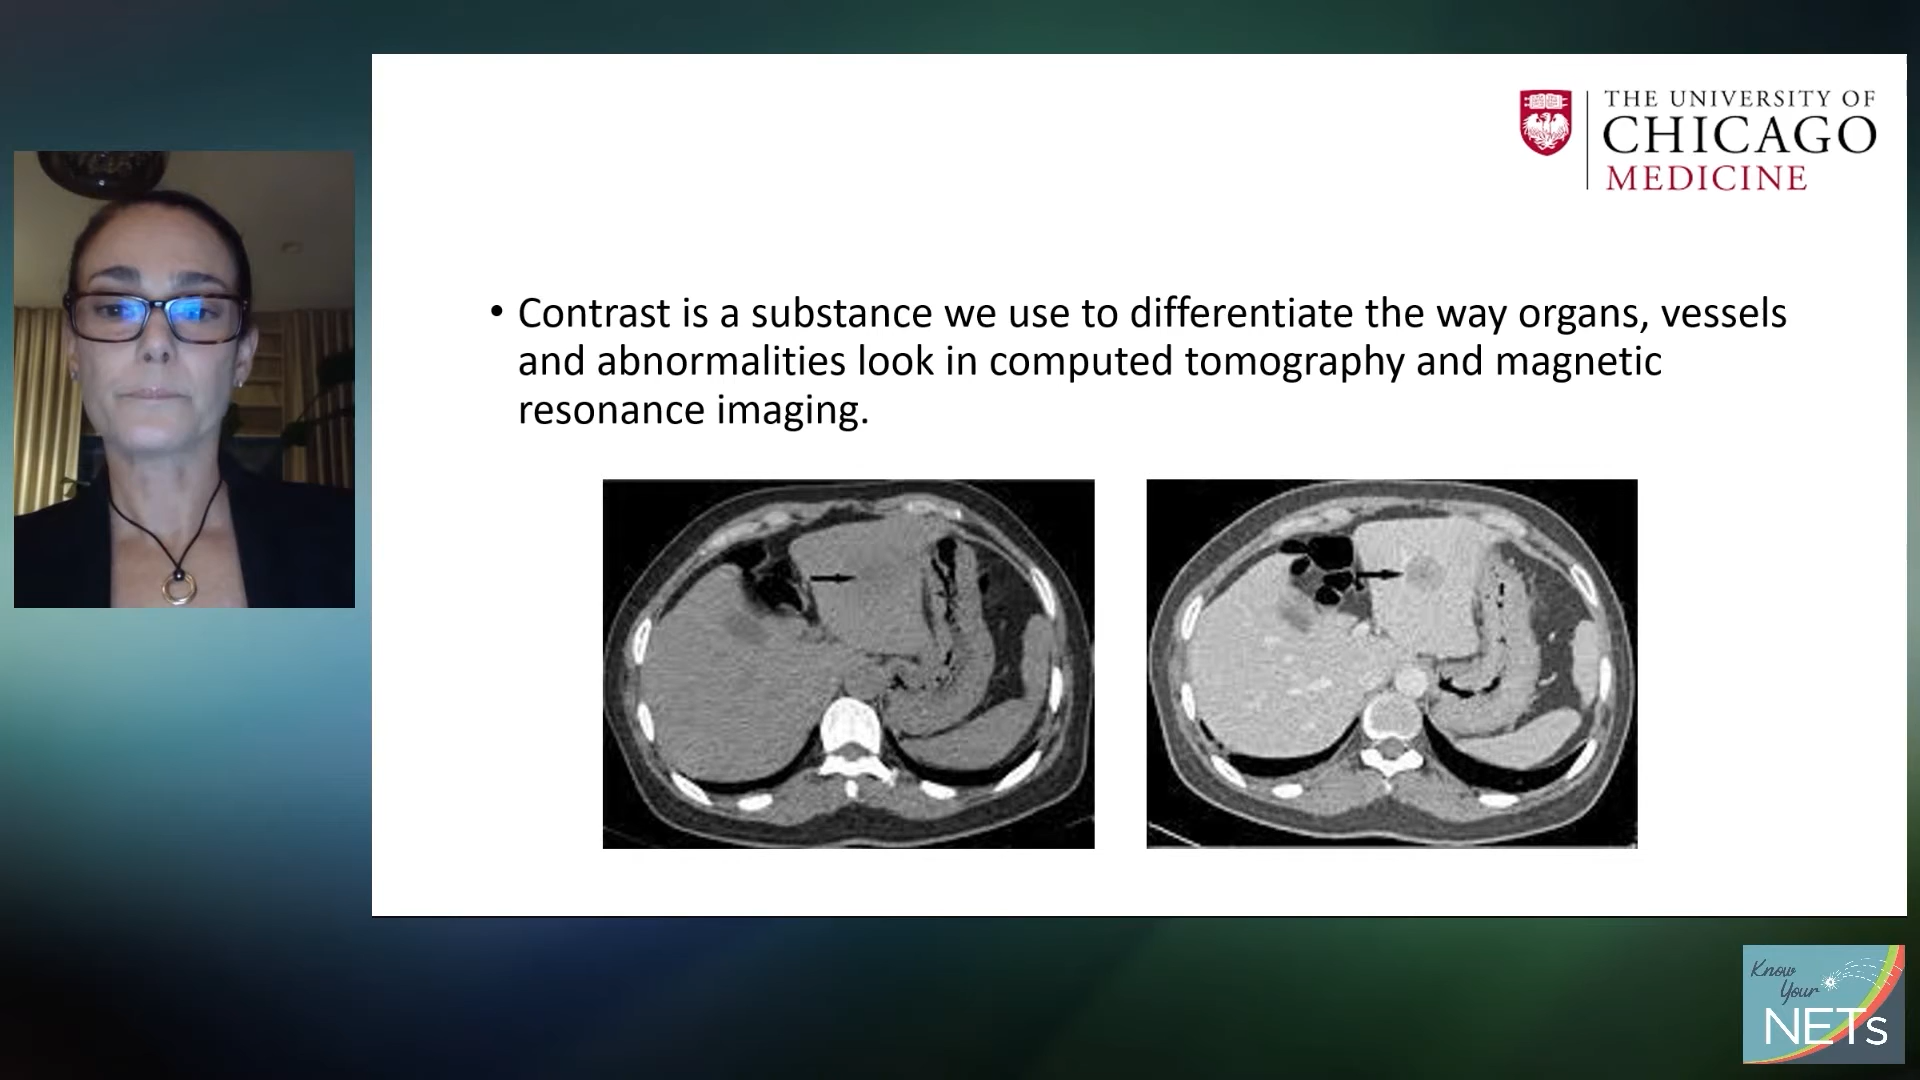 THE UNIVERSITY OF
CHICAGO
MEDICINE
• Contrast is a substance we use to differentiate the way organs, vessels
and abnormalities look in computed tomography and magnetic
resonance imaging.
Know
Your
NETs